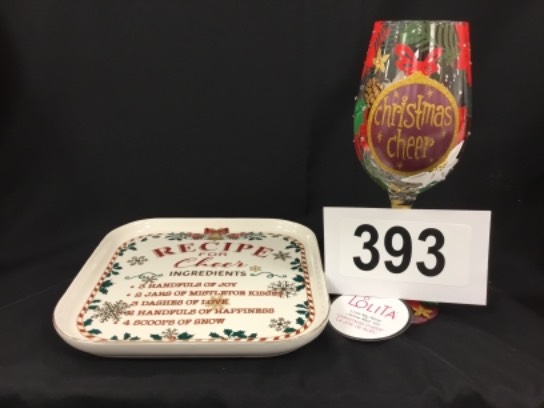 RECIPE
FOR
Cheer
INGREDIENTS
• 3 HANDFULS OF JOY
• 2 JARS OF MISTLETOE KISSES
3 DASHES OF LOVE
2 HANDFULS OF HAPPINESS
4 SCOOPS OF SNOW
christmas
cheer
393
LOLITA